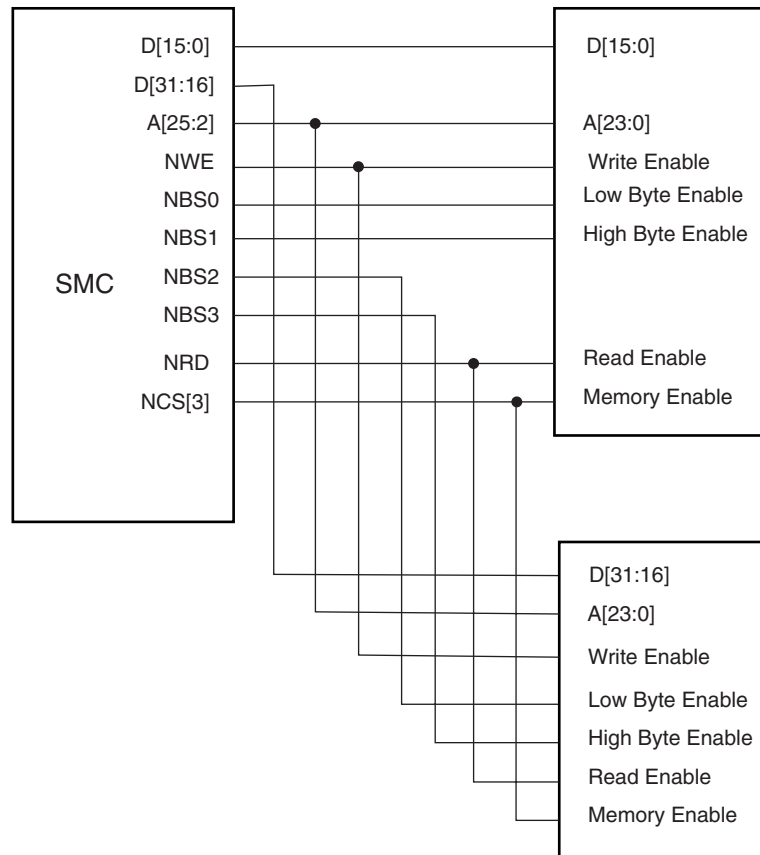 D[15:0]
D[31:16]
A[25:2]
NWE
NBS0
NBS1
NBS2
NBS3
NRD
NCS[3]
SMC
D[15:0]
A[23:0]
Write Enable
Low Byte Enable
High Byte Enable
Read Enable
Memory Enable
D[31:16]
A[23:0]
Write Enable
Low Byte Enable
High Byte Enable
Read Enable
Memory Enable